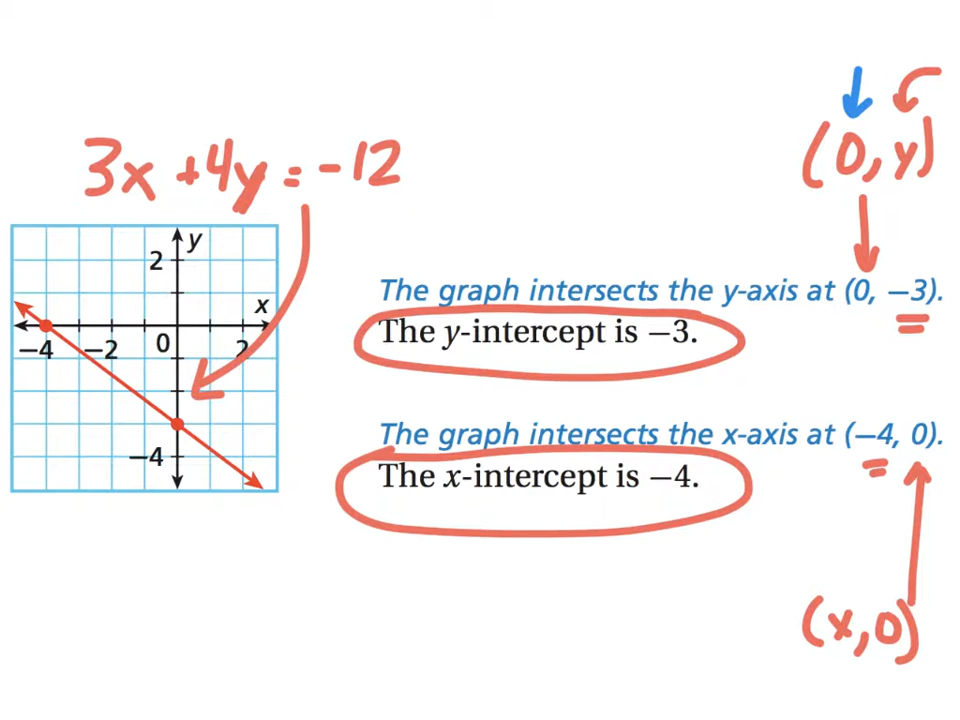 (0, y)
3x + 4y = -12
y
2
x
−4 −2 0 2
−4
The graph intersects the y-axis at (0, −3).
The y-intercept is −3.
The graph intersects the x-axis at (−4, 0).
The x-intercept is −4.
(x, 0)